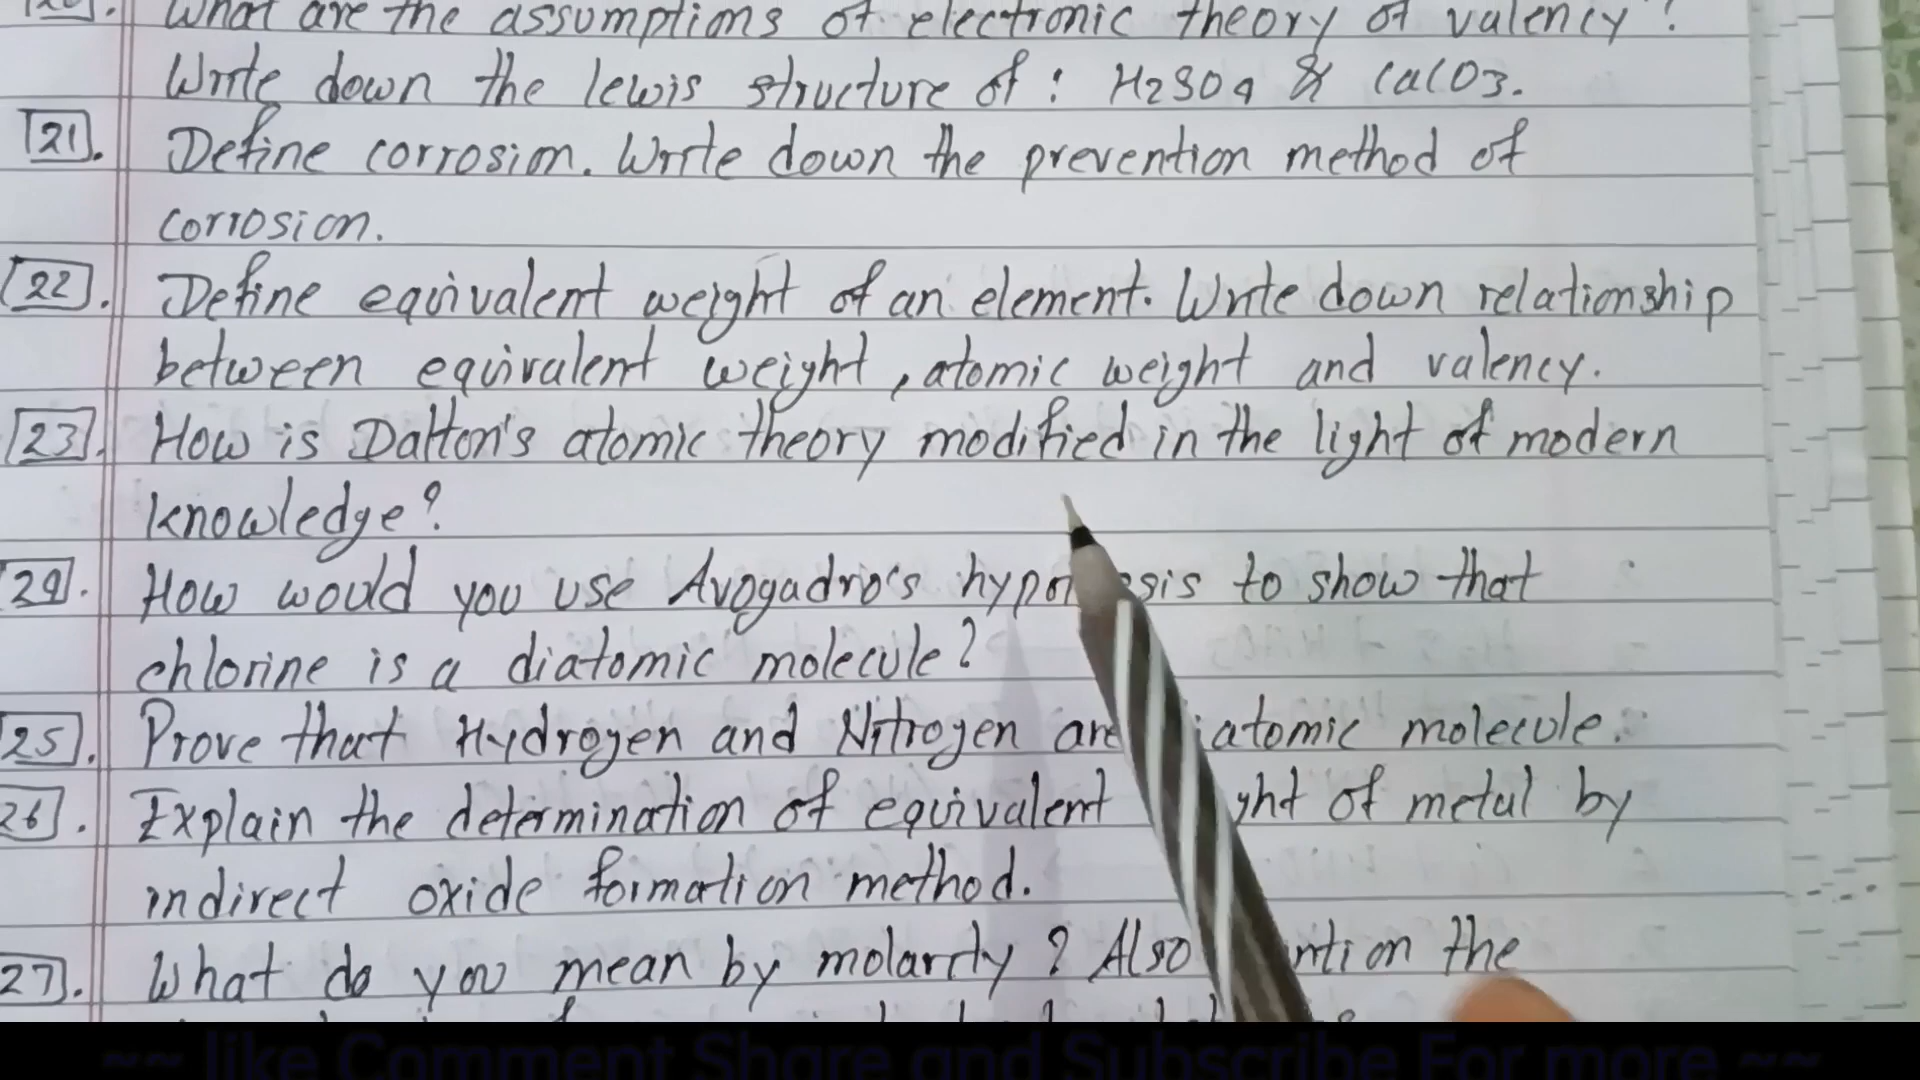 What are the assumptions of electronic theory of valency?
Write down the lewis structure of : H2SO4 & CaCO3.
21. Define corrosion. Write down the prevention method of
corrosion.
22. Define equivalent weight of an element. Write down relationship
between equivalent weight, atomic weight and valency.
23. How is Dalton's atomic theory modified in the light of modern
knowledge?
24. How would you use Avogadro's to show that
chlorine is a diatomic molecule?
25. Prove that Hydrogen and Nitrogen are molecule.
26. Explain the determination of equivalent of metal by
indirect oxide formation method.
27. What do you mean by molarity? Also the
~~ like Comment Share and Subscribe For more ~~